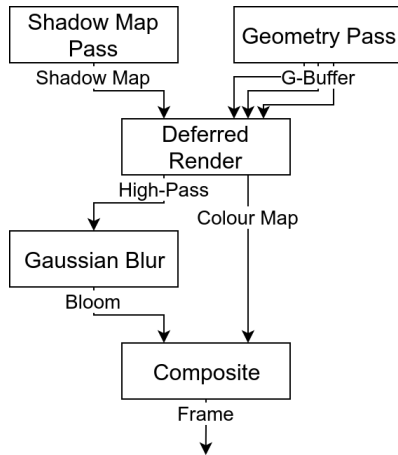 Shadow Map
Pass
Geometry Pass
Shadow Map
G-Buffer
Deferred
Render
High-Pass
Colour Map
Gaussian Blur
Bloom
Composite
Frame